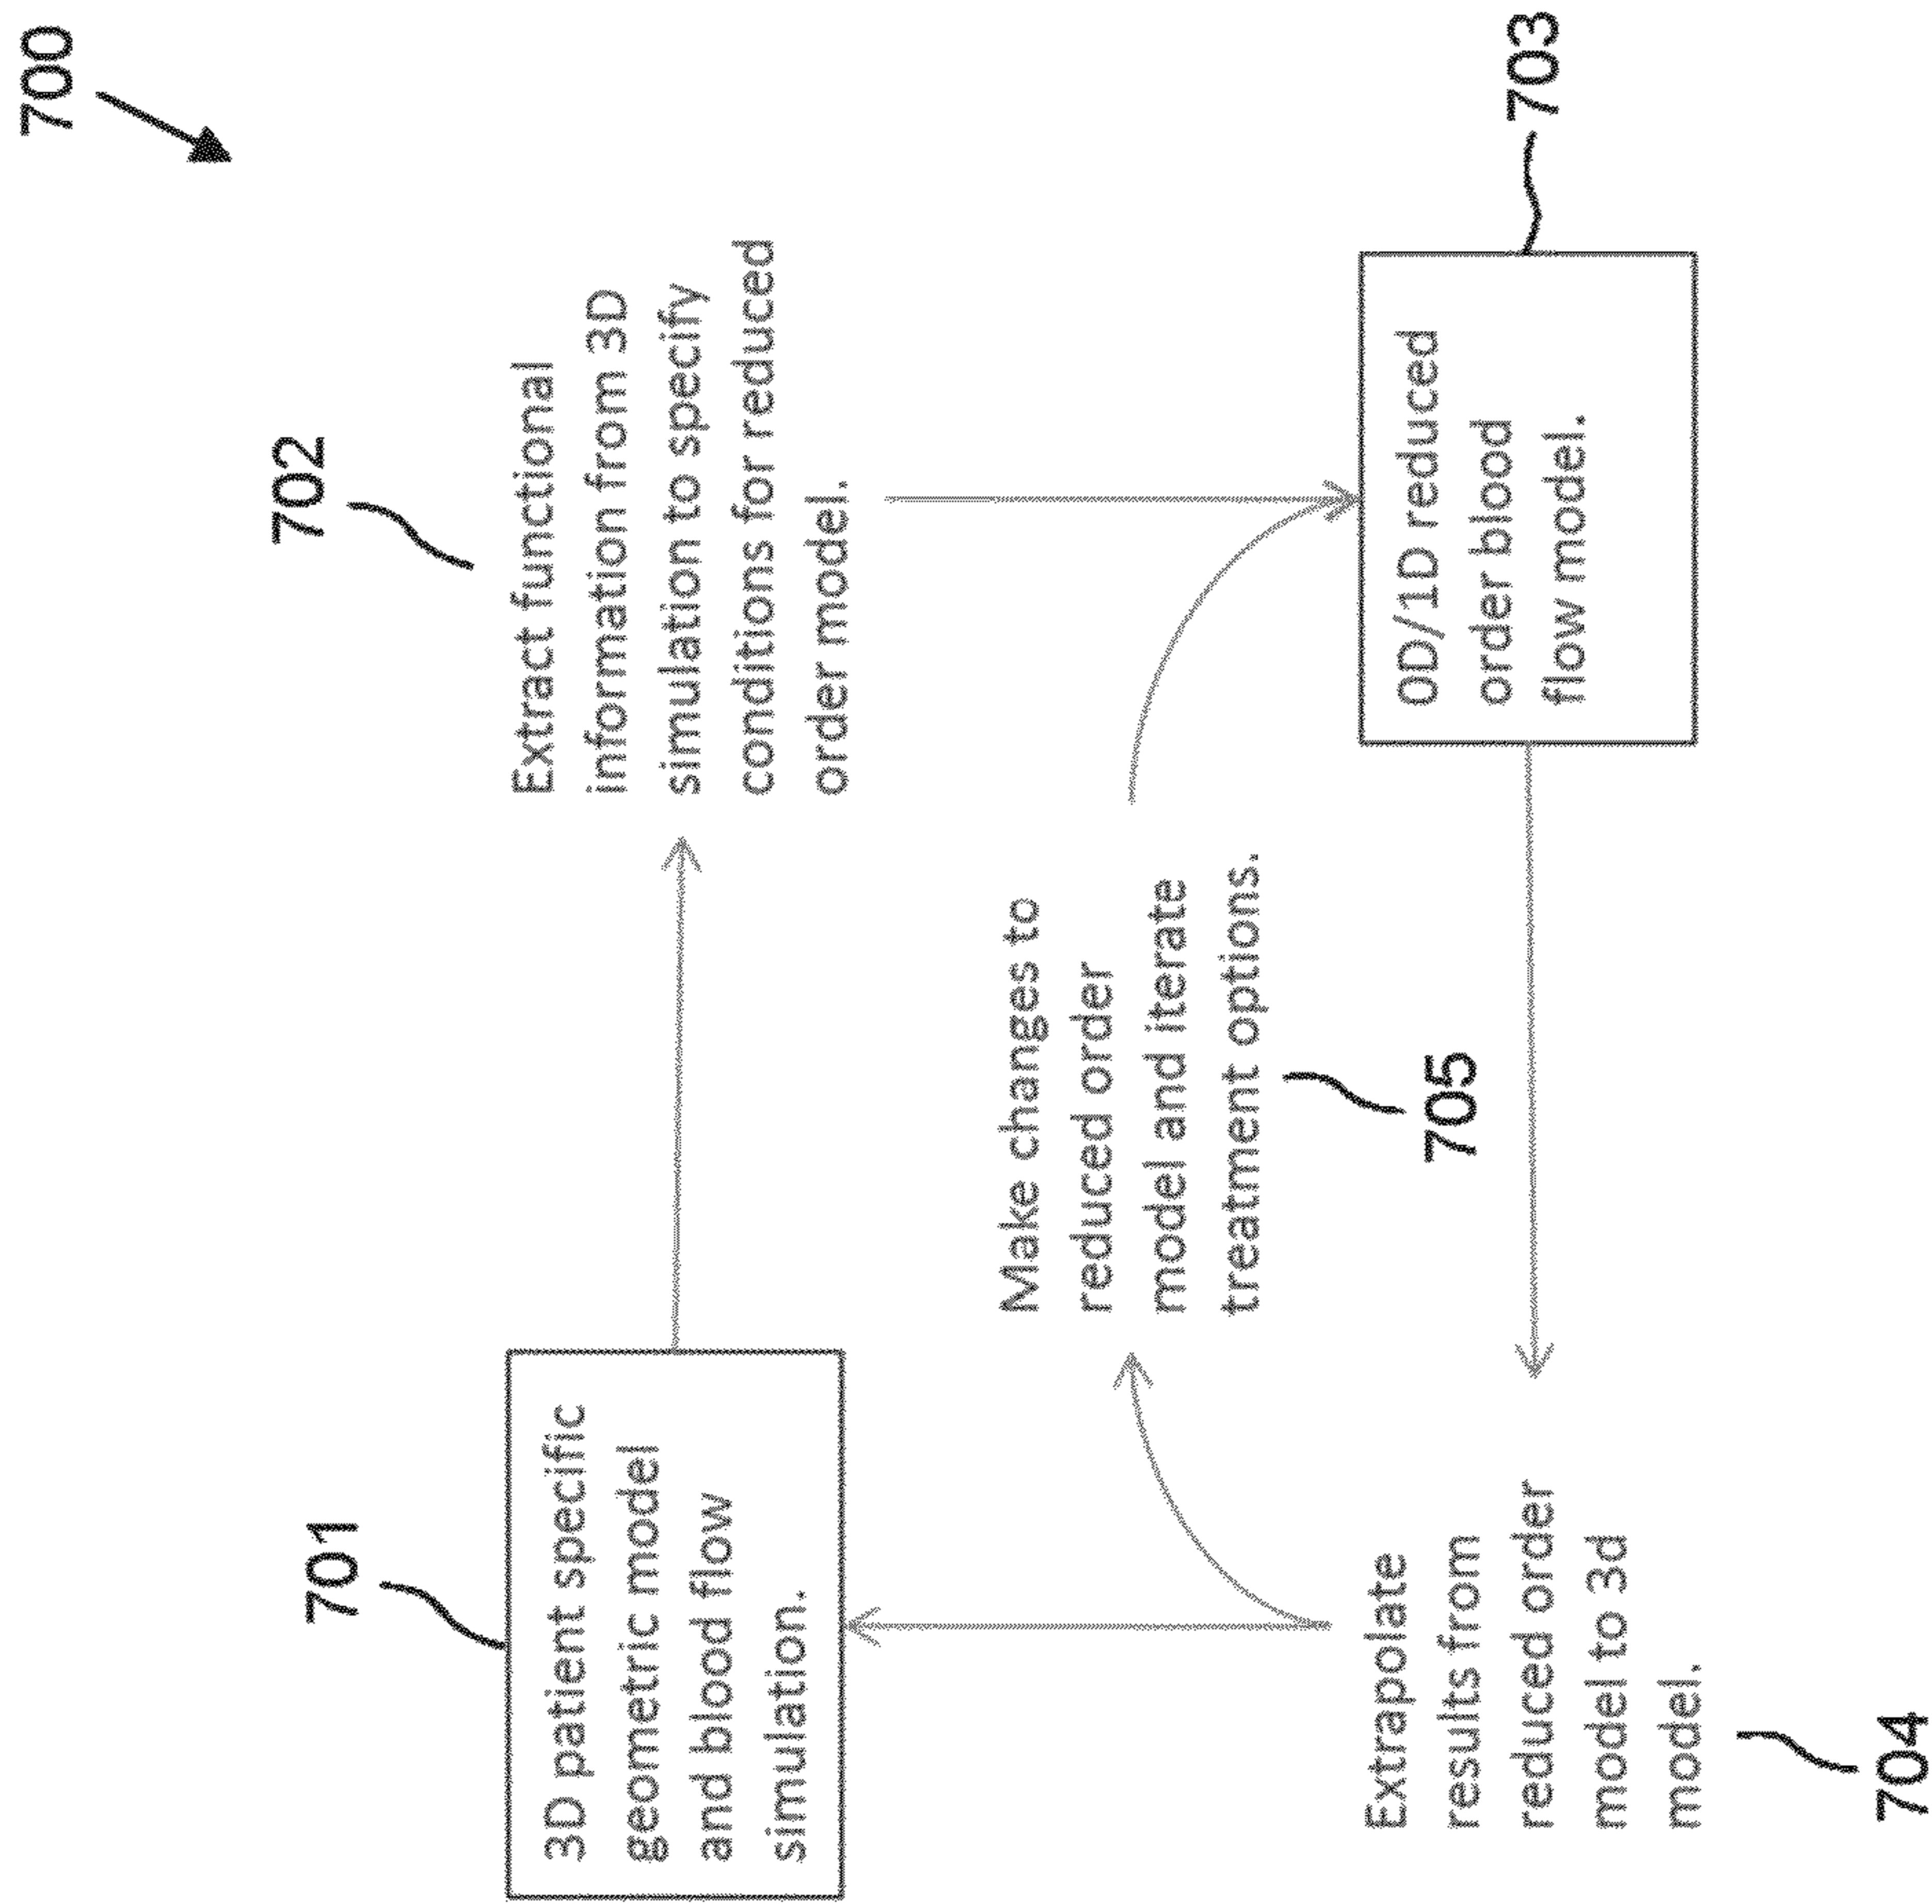 700
701
3D patient specific
geometric model
and blood flow
simulation.
702
Extract functional
information from 3D
simulation to specify
conditions for reduced
order model.
Make changes to
reduced order
model and iterate
treatment options.
705
Extrapolate
results from
reduced order
model to 3d
model.
704
0D/1D reduced
order blood
flow model.
703